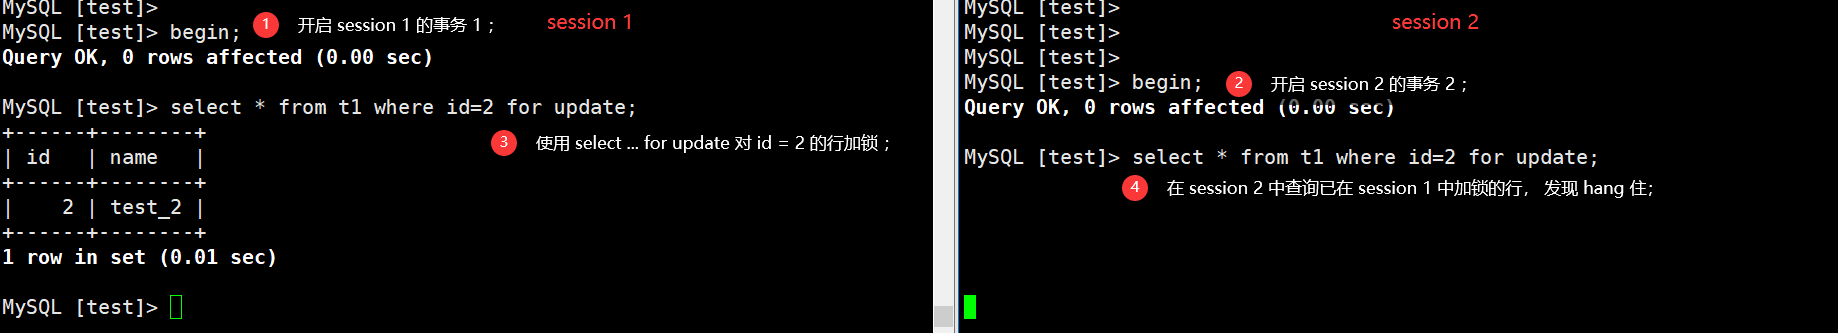 MySQL [test]>
MySQL [test]> begin; 1 开启 session 1 的事务 1； session 1
Query OK, 0 rows affected (0.00 sec)
MySQL [test]> select * from t1 where id=2 for update;
+------+--------+
3 使用 select ... for update 对 id = 2 的行加锁；
| id   | name   |
+------+--------+
|    2 | test_2 |
+------+--------+
1 row in set (0.01 sec)
MySQL [test]>
MySQL [test]>
session 2
MySQL [test]>
MySQL [test]>
MySQL [test]> begin; 2 开启 session 2 的事务 2；
Query OK, 0 rows affected (0.00 sec)
MySQL [test]> select * from t1 where id=2 for update;
4 在 session 2 中查询已在 session 1 中加锁的行， 发现 hang 住；